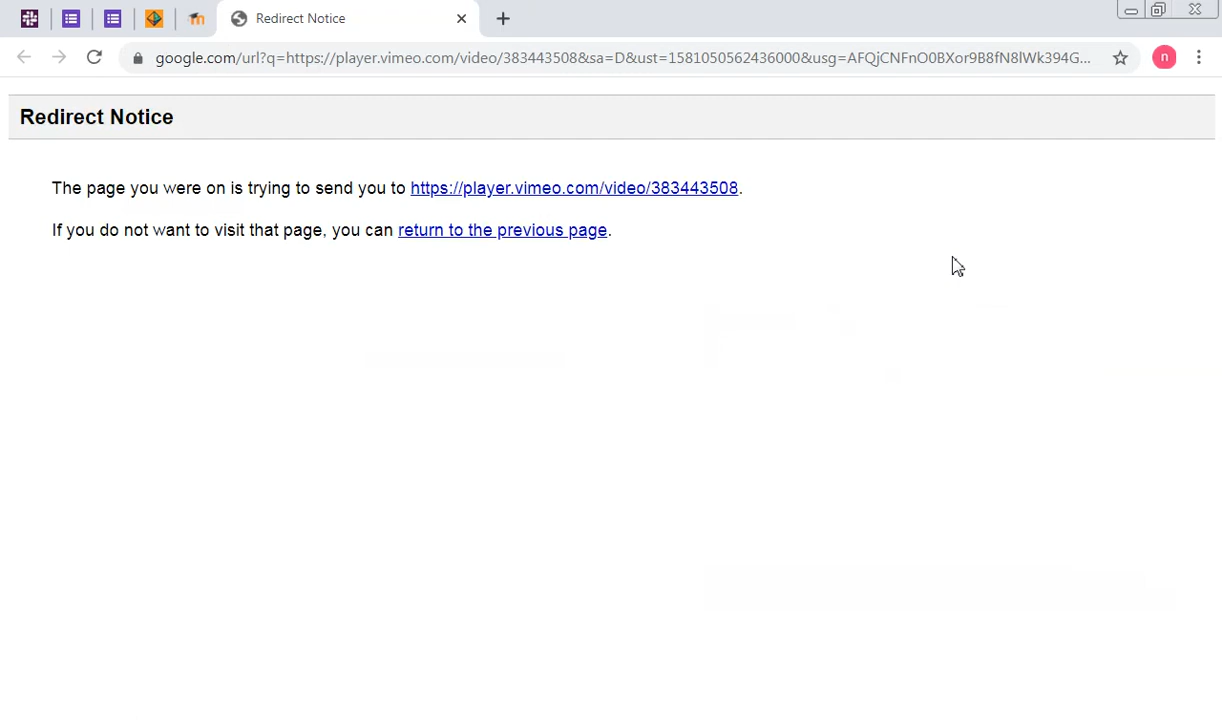 Redirect Notice
google.com/url?q=https://player.vimeo.com/video/383443508&sa=D&ust=1581050562436000&usg=AFQjCNFnO0BXor9B8fN8lWk394G...
n
Redirect Notice
The page you were on is trying to send you to https://player.vimeo.com/video/383443508.
If you do not want to visit that page, you can return to the previous page.